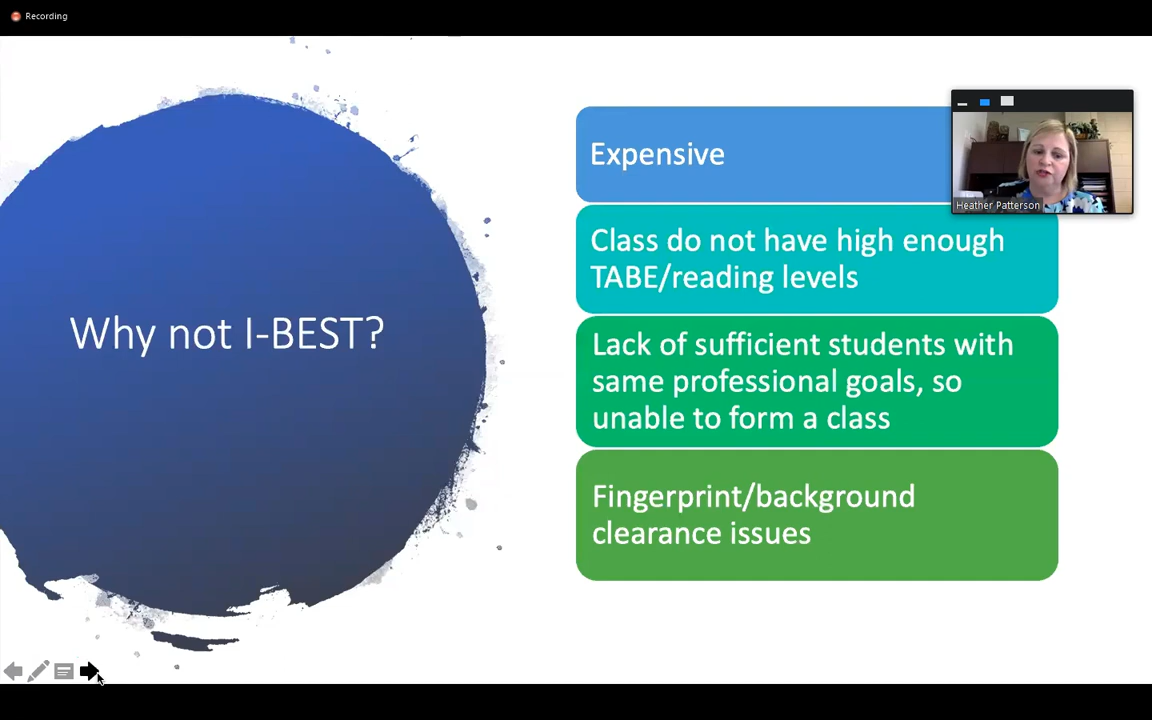 Recording
Why not I-BEST?
Expensive
Class do not have high enough
TABE/reading levels
Lack of sufficient students with
same professional goals, so
unable to form a class
Fingerprint/background
clearance issues
Heather Patterson